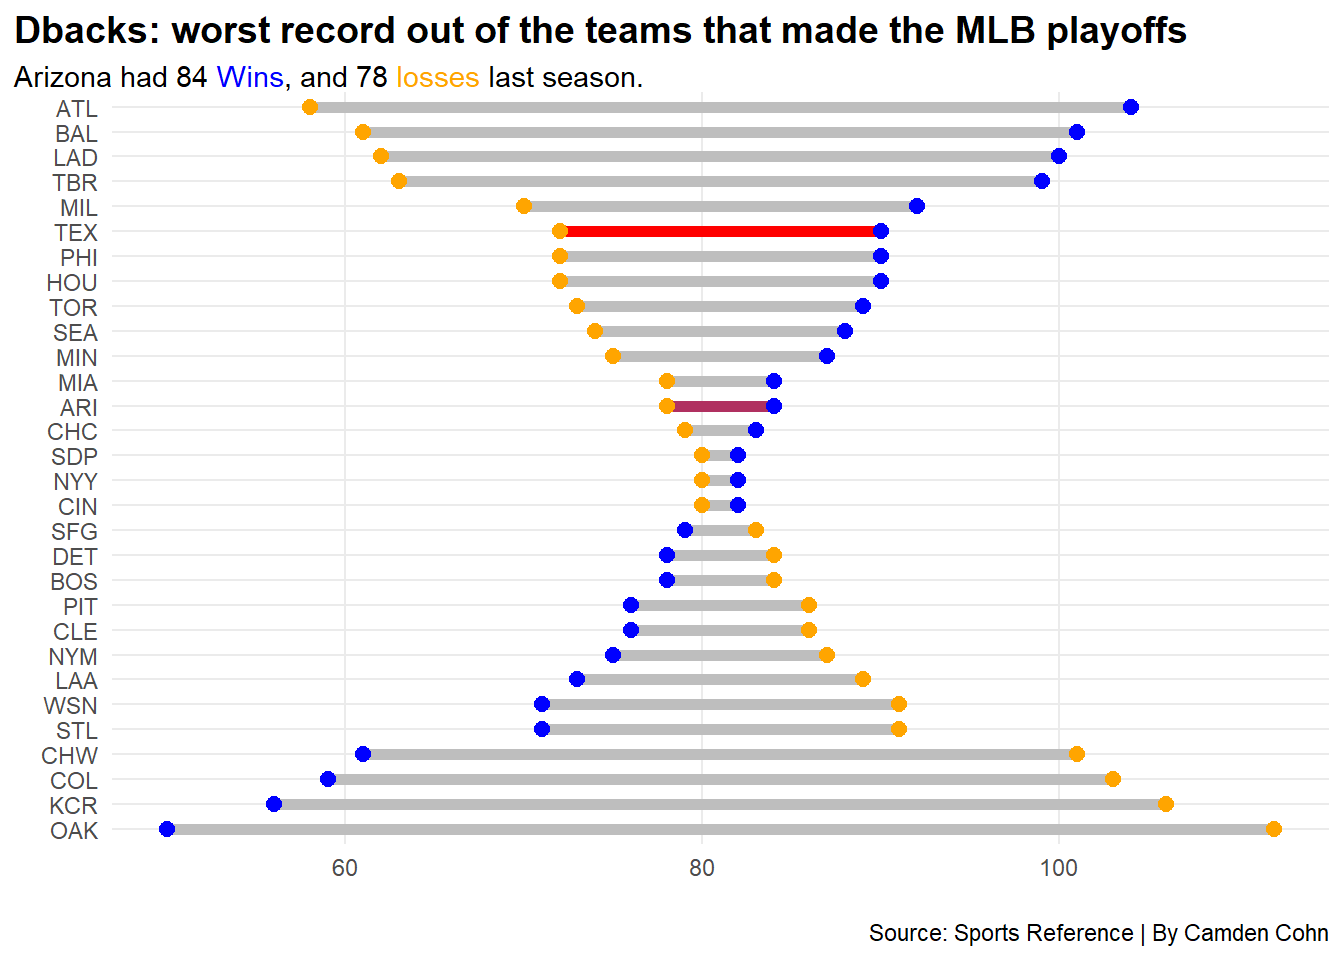 Dbacks: worst record out of the teams that made the MLB playoffs
Arizona had 84 Wins, and 78 losses last season.
ATL
BAL
LAD
TBR
MIL
TEX
PHI
HOU
TOR
SEA
MIN
MIA
ARI
CHC
SDP
NYY
CIN
SFG
DET
BOS
PIT
CLE
NYM
LAA
WSN
STL
CHW
COL
KCR
OAK
60 80 100
Source: Sports Reference | By Camden Cohn